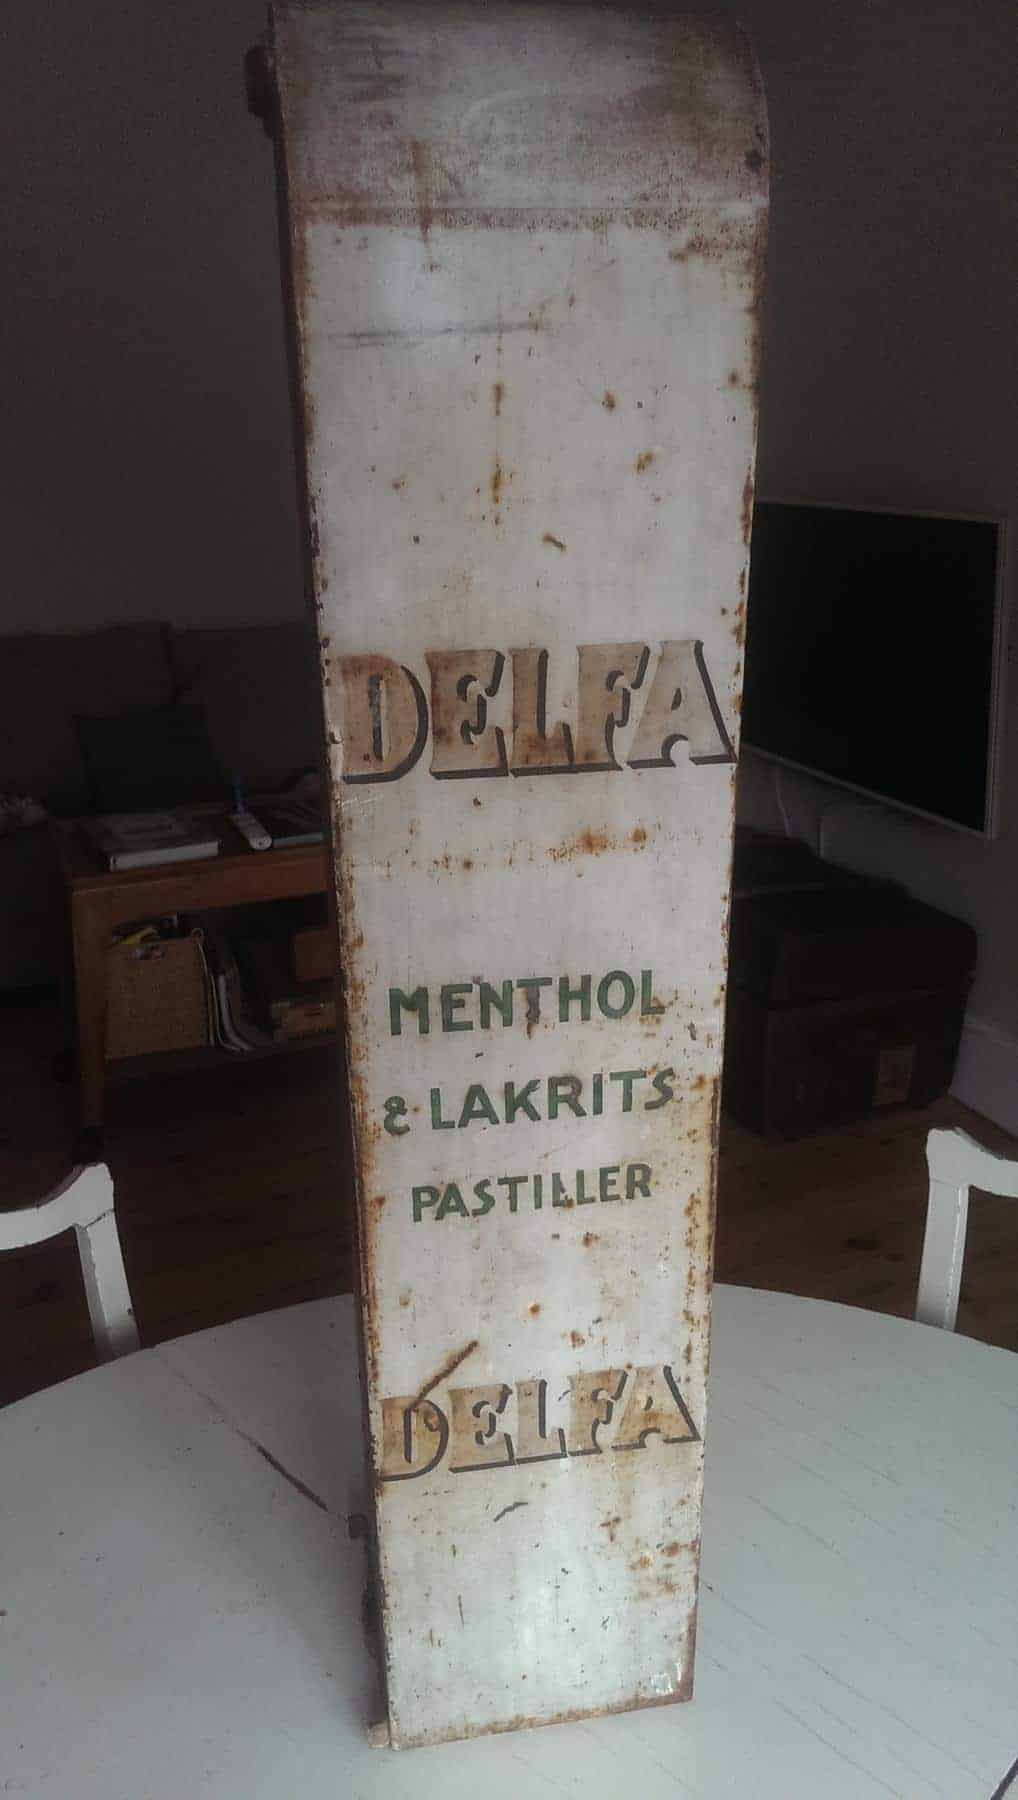 DELFA
MENTHOL
& LAKRITS
PASTILLER
DELFA